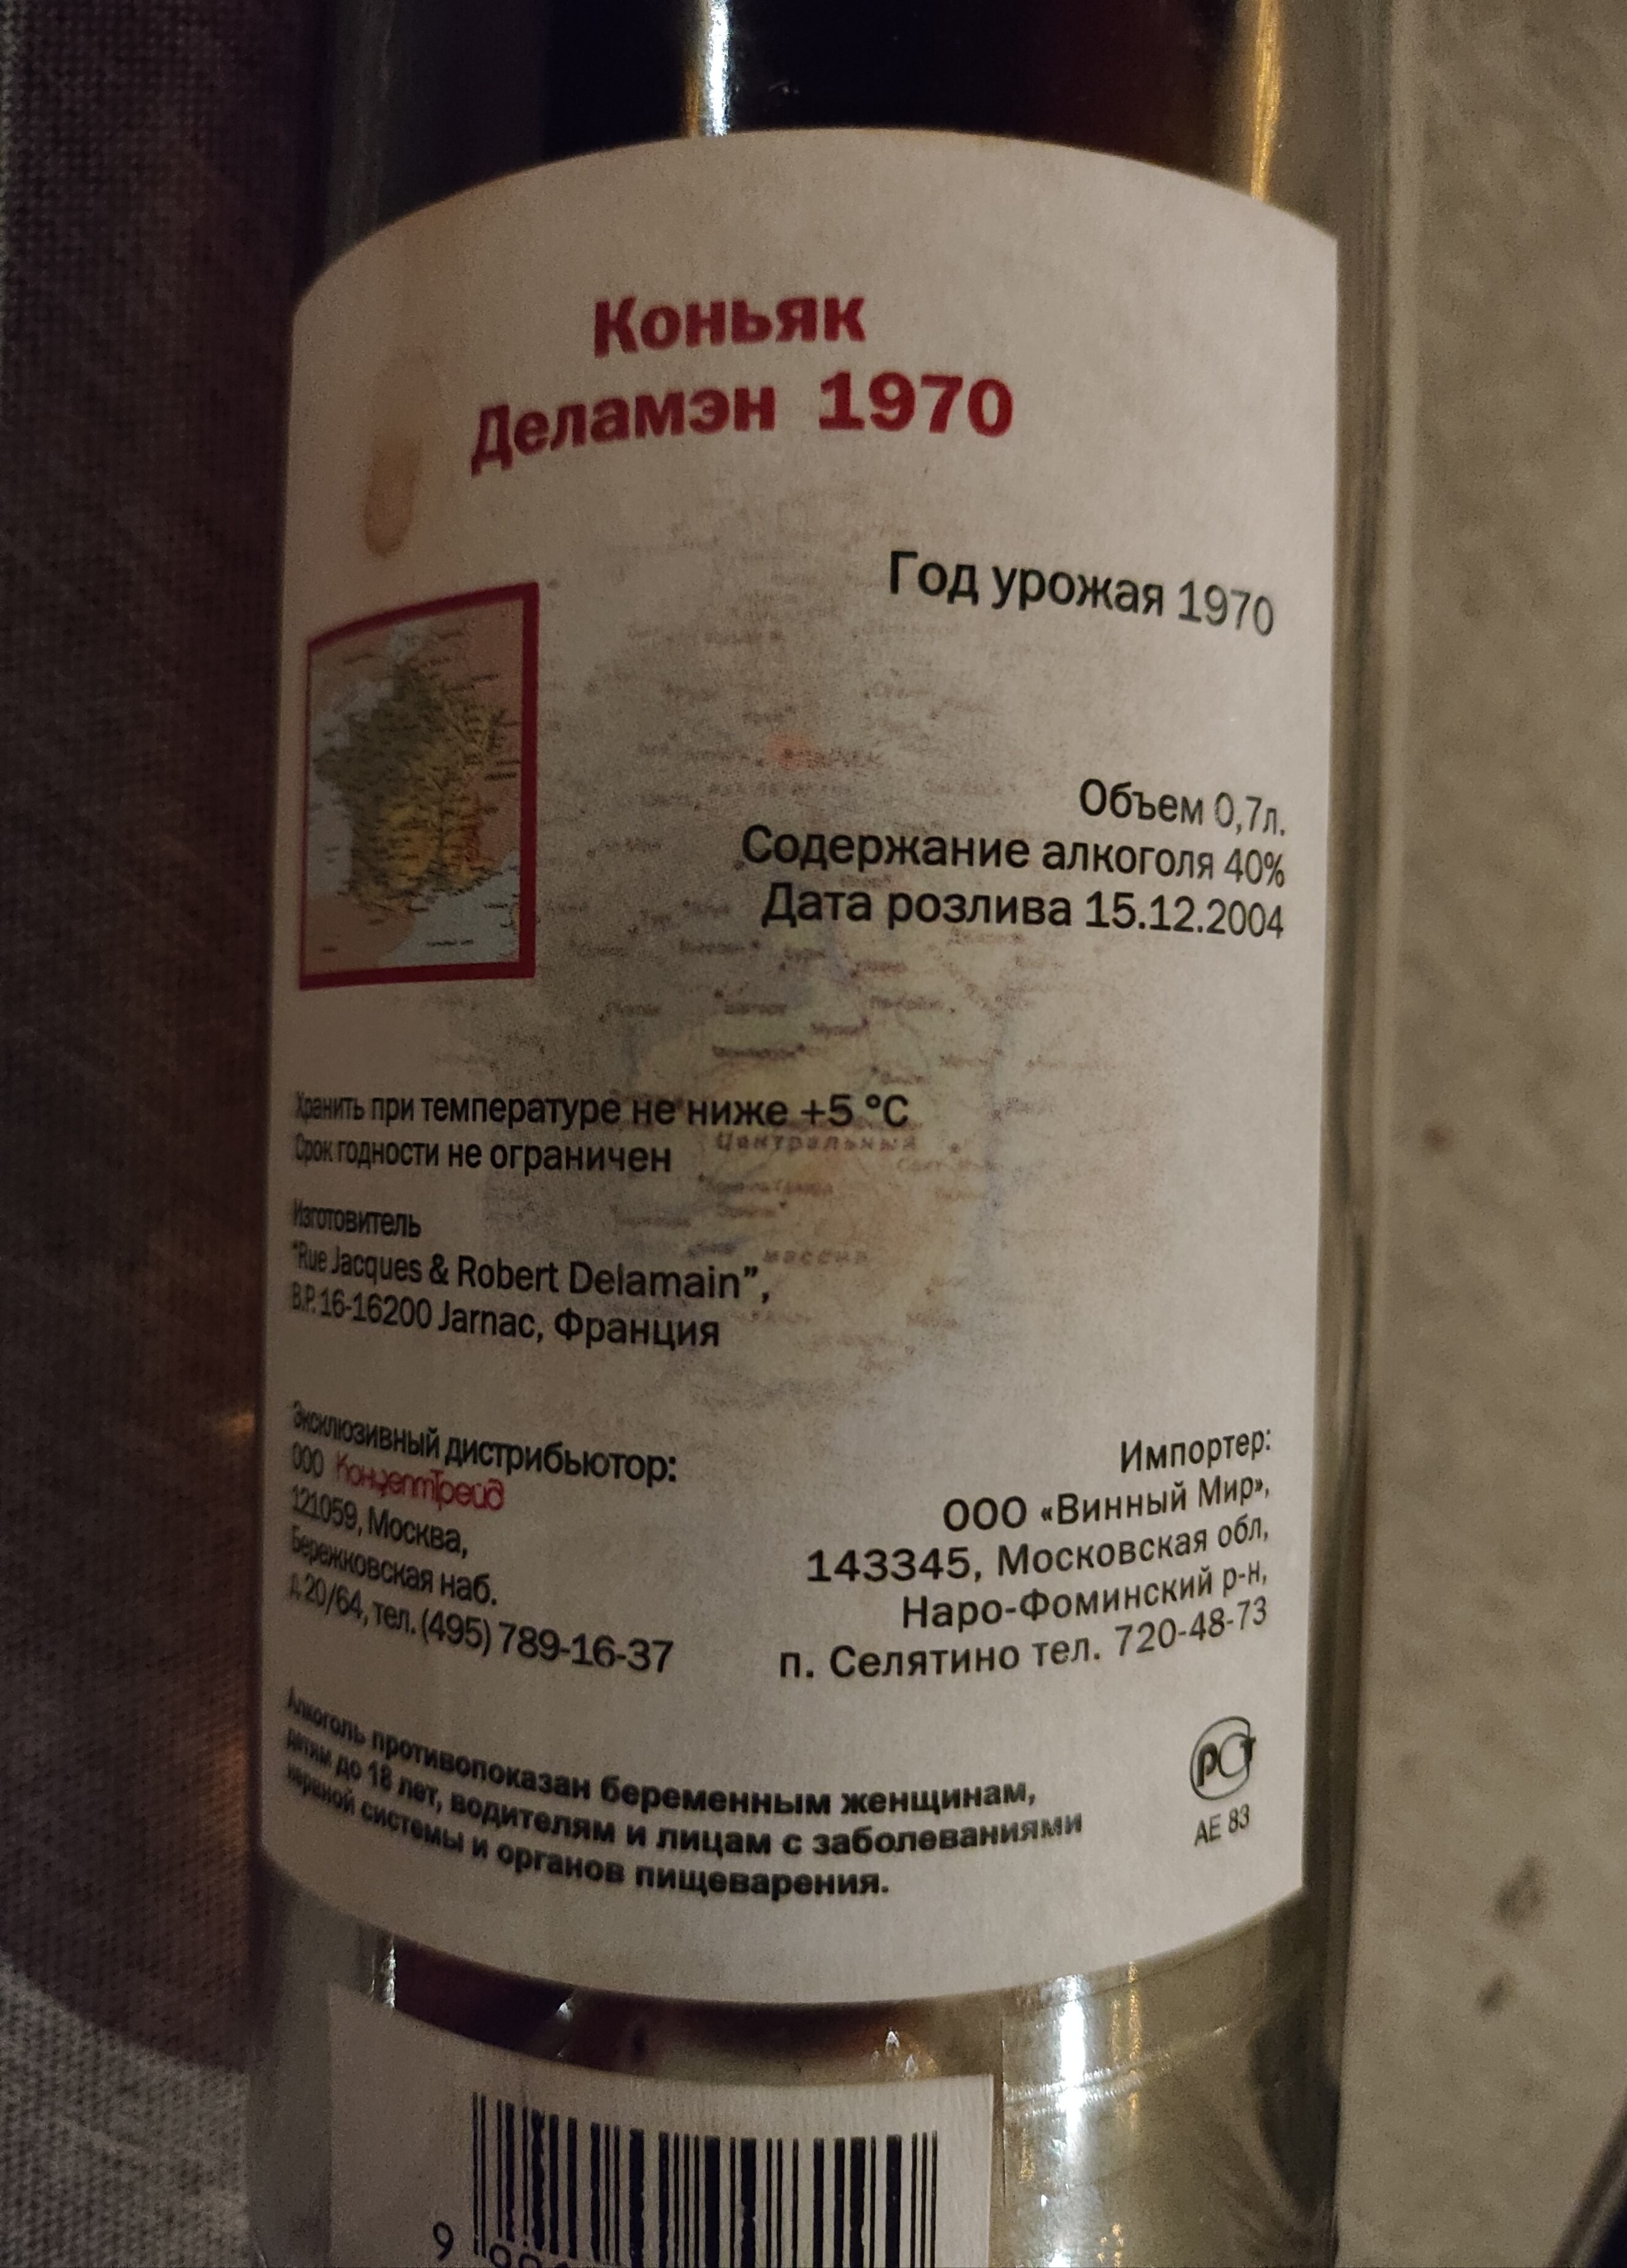 Коньяк
Деламэн 1970
Год урожая 1970
Объем 0,7л.
Содержание алкоголя 40%
Дата розлива 15.12.2004
Хранить при температуре не ниже +5 °C
Срок годности не ограничен
Изготовитель
"Rue Jacques & Robert Delamain",
B.P. 16-16200 Jarnac, Франция
Эксклюзивный дистрибьютор:
ООО КонцептТрейд
121059, Москва,
Бережковская наб.
д. 20/64, тел. (495) 789-16-37
Импортер:
ООО «Винный Мир»,
143345, Московская обл,
Наро-Фоминский р-н,
п. Селятино тел. 720-48-73
Алкоголь противопоказан беременным женщинам,
детям до 18 лет, водителям и лицам с заболеваниями
нервной системы и органов пищеварения.
РСТ
АЕ 83
Центральный
массив
9